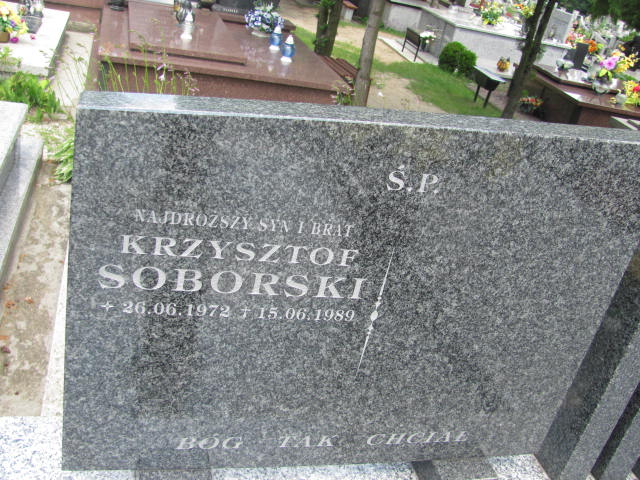 Ś.P.
NAJDROŻSZY SYN I BRAT
KRZYSZTOF
SOBORSKI
26.06.1972 † 15.06.1989
BÓG TAK CHCIAŁ